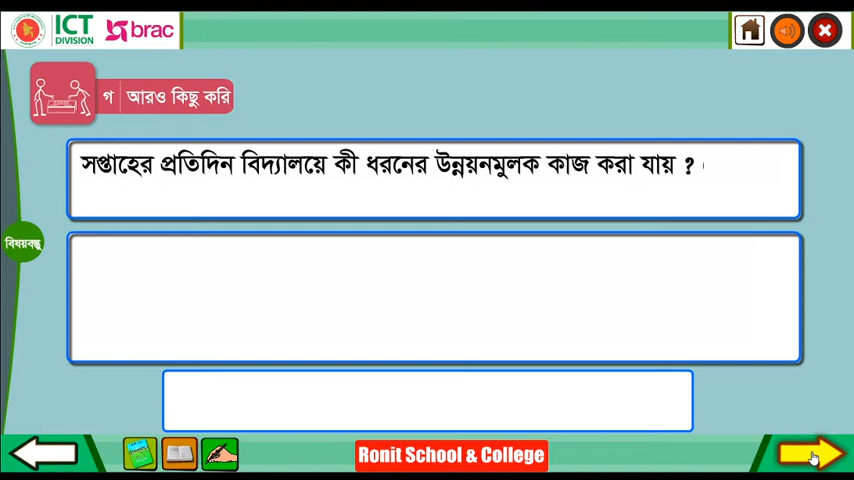 ICT
DIVISION
brac
গ আরও কিছু করি
সপ্তাহের প্রতিদিন বিদ্যালয়ে কী ধরনের উন্নয়নমুলক কাজ করা যায় ?
বিষয়বস্তু
Ronit School & College